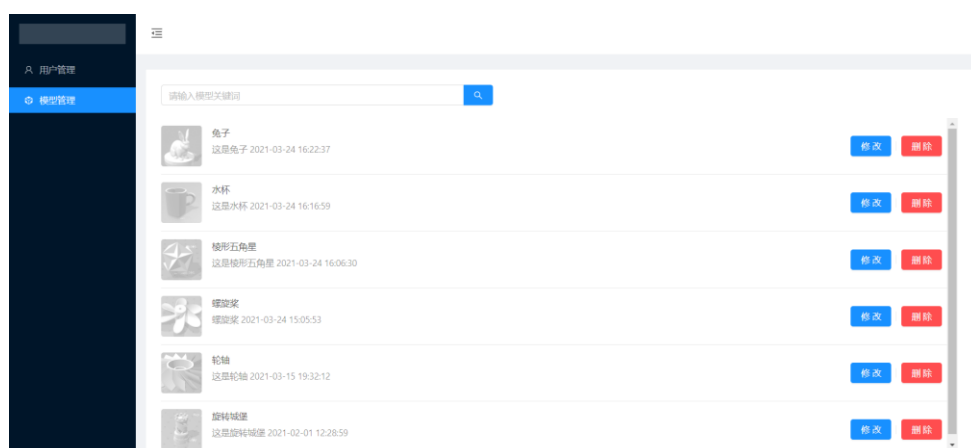 用户管理
模型管理
请输入模型关键词
兔子
这是兔子 2021-03-24 16:22:37
修 改
删 除
水杯
这是水杯 2021-03-24 16:16:59
修 改
删 除
棱形五角星
这是棱形五角星 2021-03-24 16:06:30
修 改
删 除
螺旋桨
螺旋桨 2021-03-24 15:05:53
修 改
删 除
轮轴
这是轮轴 2021-03-15 19:32:12
修 改
删 除
旋转城堡
这是旋转城堡 2021-02-01 12:28:59
修 改
删 除